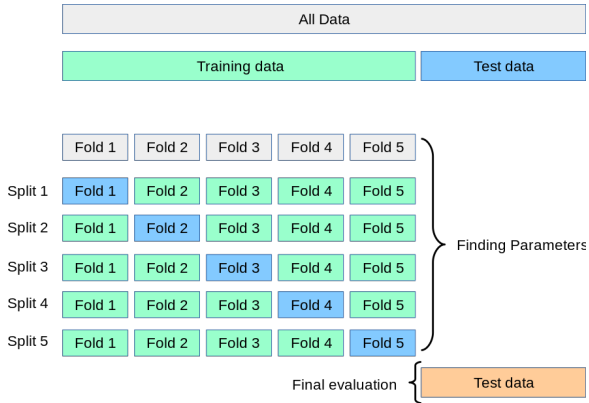 All Data
Training data Test data
Fold 1 Fold 2 Fold 3 Fold 4 Fold 5
Split 1 Fold 1 Fold 2 Fold 3 Fold 4 Fold 5
Split 2 Fold 1 Fold 2 Fold 3 Fold 4 Fold 5
Finding Parameters
Split 3 Fold 1 Fold 2 Fold 3 Fold 4 Fold 5
Split 4 Fold 1 Fold 2 Fold 3 Fold 4 Fold 5
Split 5 Fold 1 Fold 2 Fold 3 Fold 4 Fold 5
Final evaluation Test data